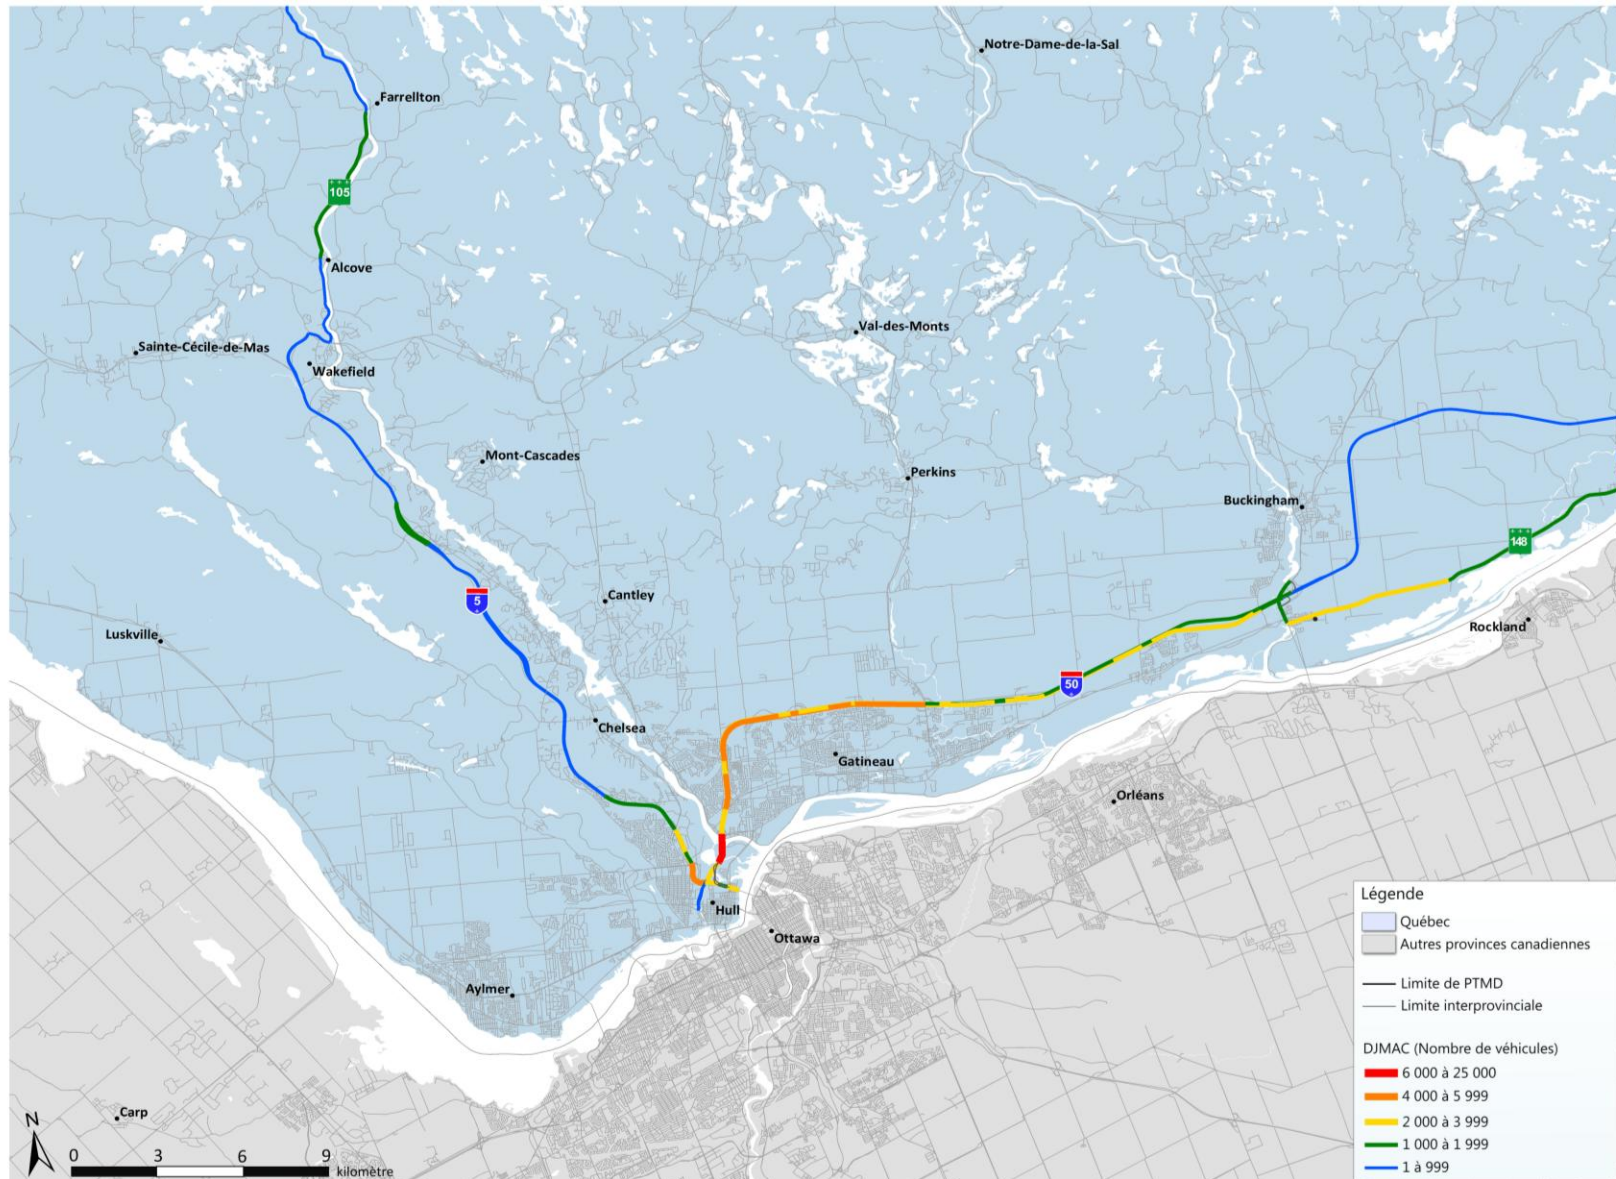 Notre-Dame-de-la-Sal
Farrellton
105
Alcove
Val-des-Monts
Sainte-Cécile-de-Mas
Wakefield
Mont-Cascades
Perkins
Buckingham
148
5
Cantley
Luskville
Rockland
50
Chelsea
Gatineau
Orléans
Hull
Ottawa
Aylmer
Carp
N
0 3 6 9
kilomètre
Légende
Québec
Autres provinces canadiennes
Limite de PTMD
Limite interprovinciale
DJMAC (Nombre de véhicules)
6 000 à 25 000
4 000 à 5 999
2 000 à 3 999
1 000 à 1 999
1 à 999